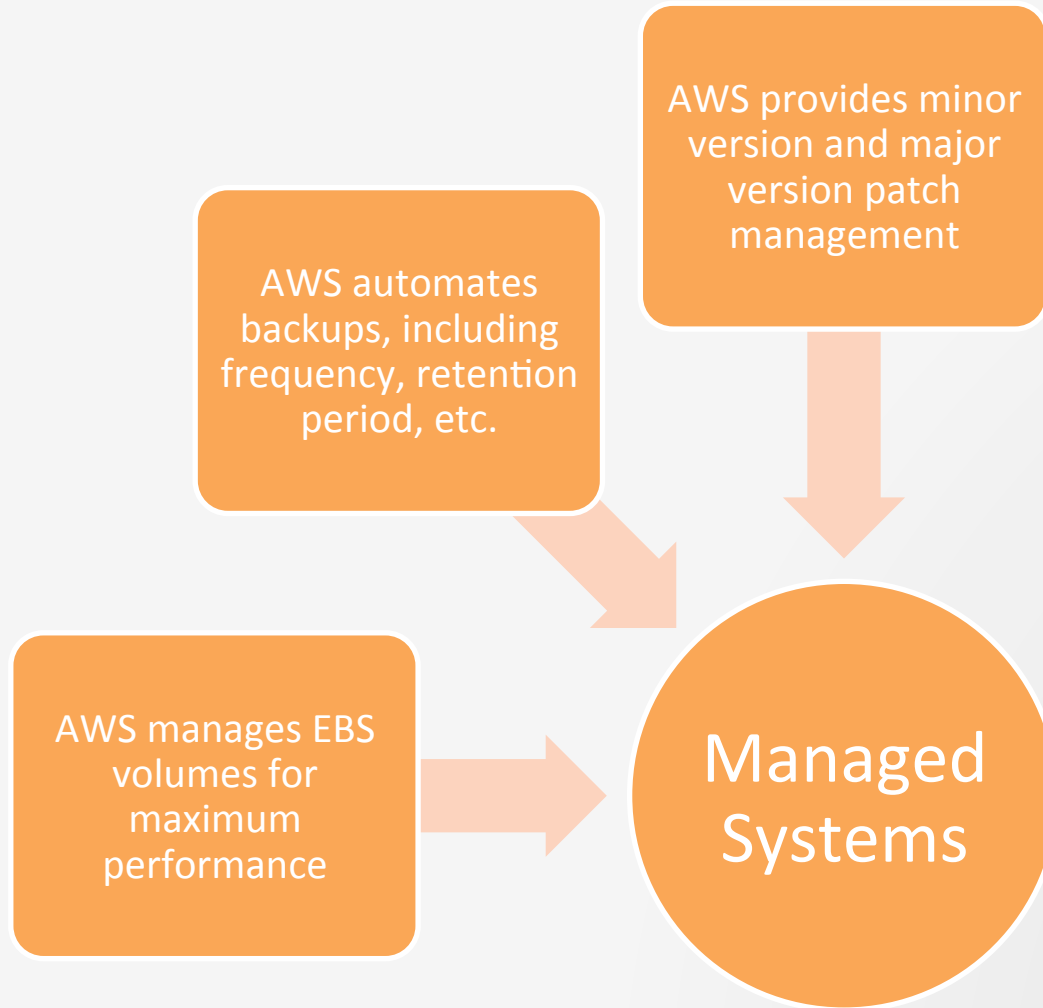 AWS provides minor
version and major
version patch
management
AWS automates
backups, including
frequency, retention
period, etc.
AWS manages EBS
volumes for
maximum
performance
Managed
Systems